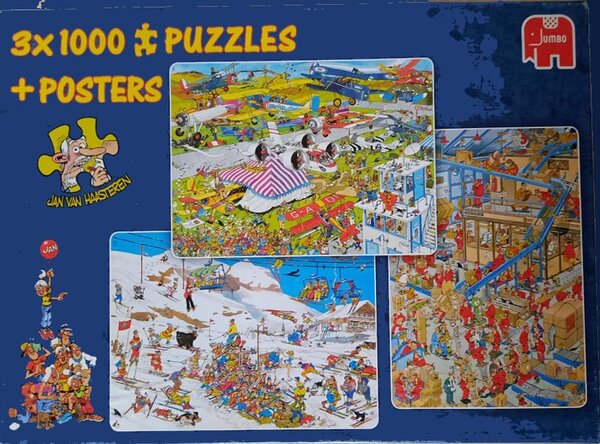 3x1000 PUZZLES
+ POSTERS
Jumbo
JAN VAN HAASTEREN
JAN